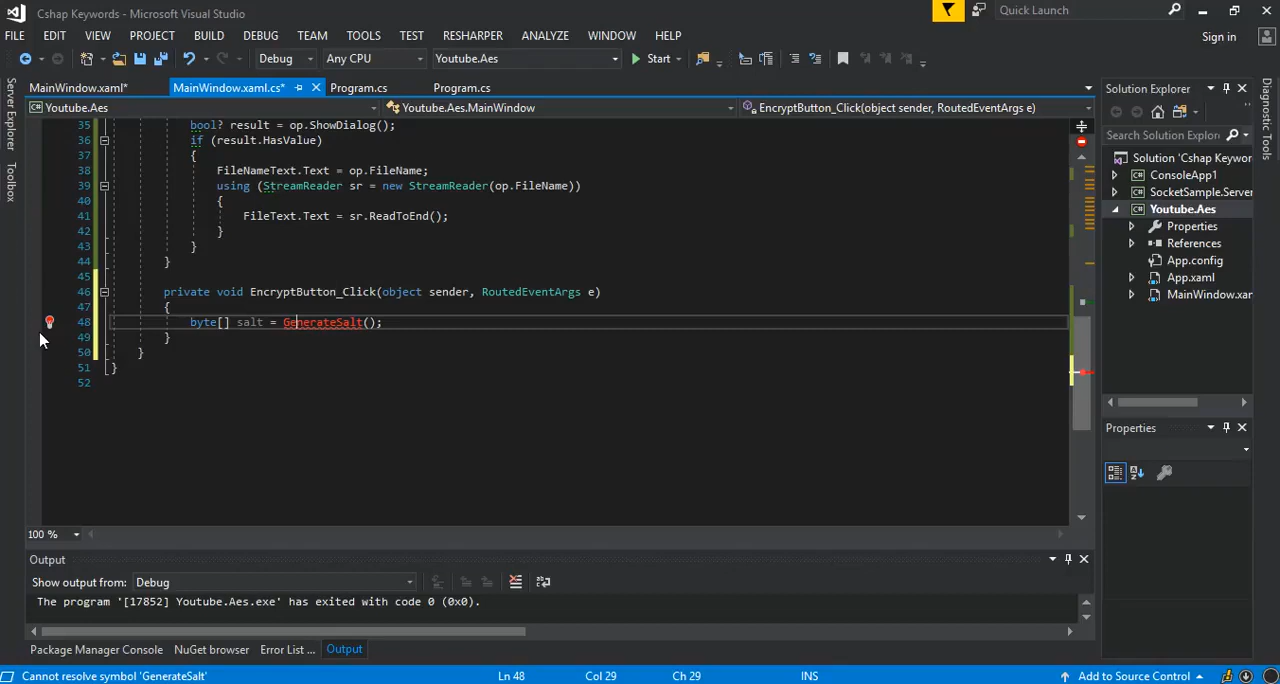 Cshap Keywords - Microsoft Visual Studio
Quick Launch
FILE EDIT VIEW PROJECT BUILD DEBUG TEAM TOOLS TEST RESHARPER ANALYZE WINDOW HELP
Sign in
Debug Any CPU Youtube.Aes Start
Server Explorer
Toolbox
MainWindow.xaml* MainWindow.xaml.cs* Program.cs Program.cs
Youtube.Aes Youtube.Aes.MainWindow EncryptButton_Click(object sender, RoutedEventArgs e)
35 bool? result = op.ShowDialog();
36 if (result.HasValue)
37 {
38 FileNameText.Text = op.FileName;
39 using (StreamReader sr = new StreamReader(op.FileName))
40 {
41 FileText.Text = sr.ReadToEnd();
42 }
43 }
44 }
45
46 private void EncryptButton_Click(object sender, RoutedEventArgs e)
47 {
48 byte[] salt = GenerateSalt();
49 }
50 }
51 }
52
100 %
Output
Show output from: Debug
The program '[17852] Youtube.Aes.exe' has exited with code 0 (0x0).
Package Manager Console NuGet browser Error List ... Output
Solution Explorer
Search Solution Explor
Solution 'Cshap Keywor
ConsoleApp1
SocketSample.Server
Youtube.Aes
Properties
References
App.config
App.xaml
MainWindow.xar
Properties
Diagnostic Tools
Cannot resolve symbol 'GenerateSalt' Ln 48 Col 29 Ch 29 INS Add to Source Control